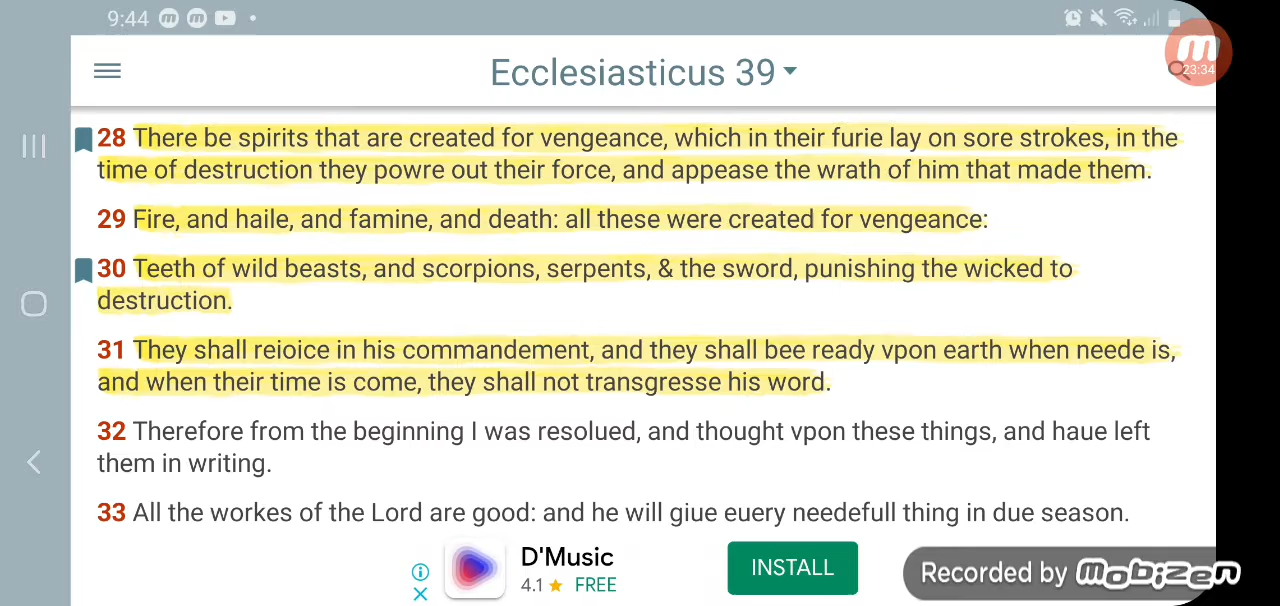 9:44
23:34
Ecclesiasticus 39
28 There be spirits that are created for vengeance, which in their furie lay on sore strokes, in the
time of destruction they powre out their force, and appease the wrath of him that made them.
29 Fire, and haile, and famine, and death: all these were created for vengeance:
30 Teeth of wild beasts, and scorpions, serpents, & the sword, punishing the wicked to
destruction.
31 They shall reioice in his commandement, and they shall bee ready vpon earth when neede is,
and when their time is come, they shall not transgresse his word.
32 Therefore from the beginning I was resolued, and thought vpon these things, and haue left
them in writing.
33 All the workes of the Lord are good: and he will giue euery needefull thing in due season.
D'Music
4.1 ★ FREE
INSTALL
Recorded by Mobizen